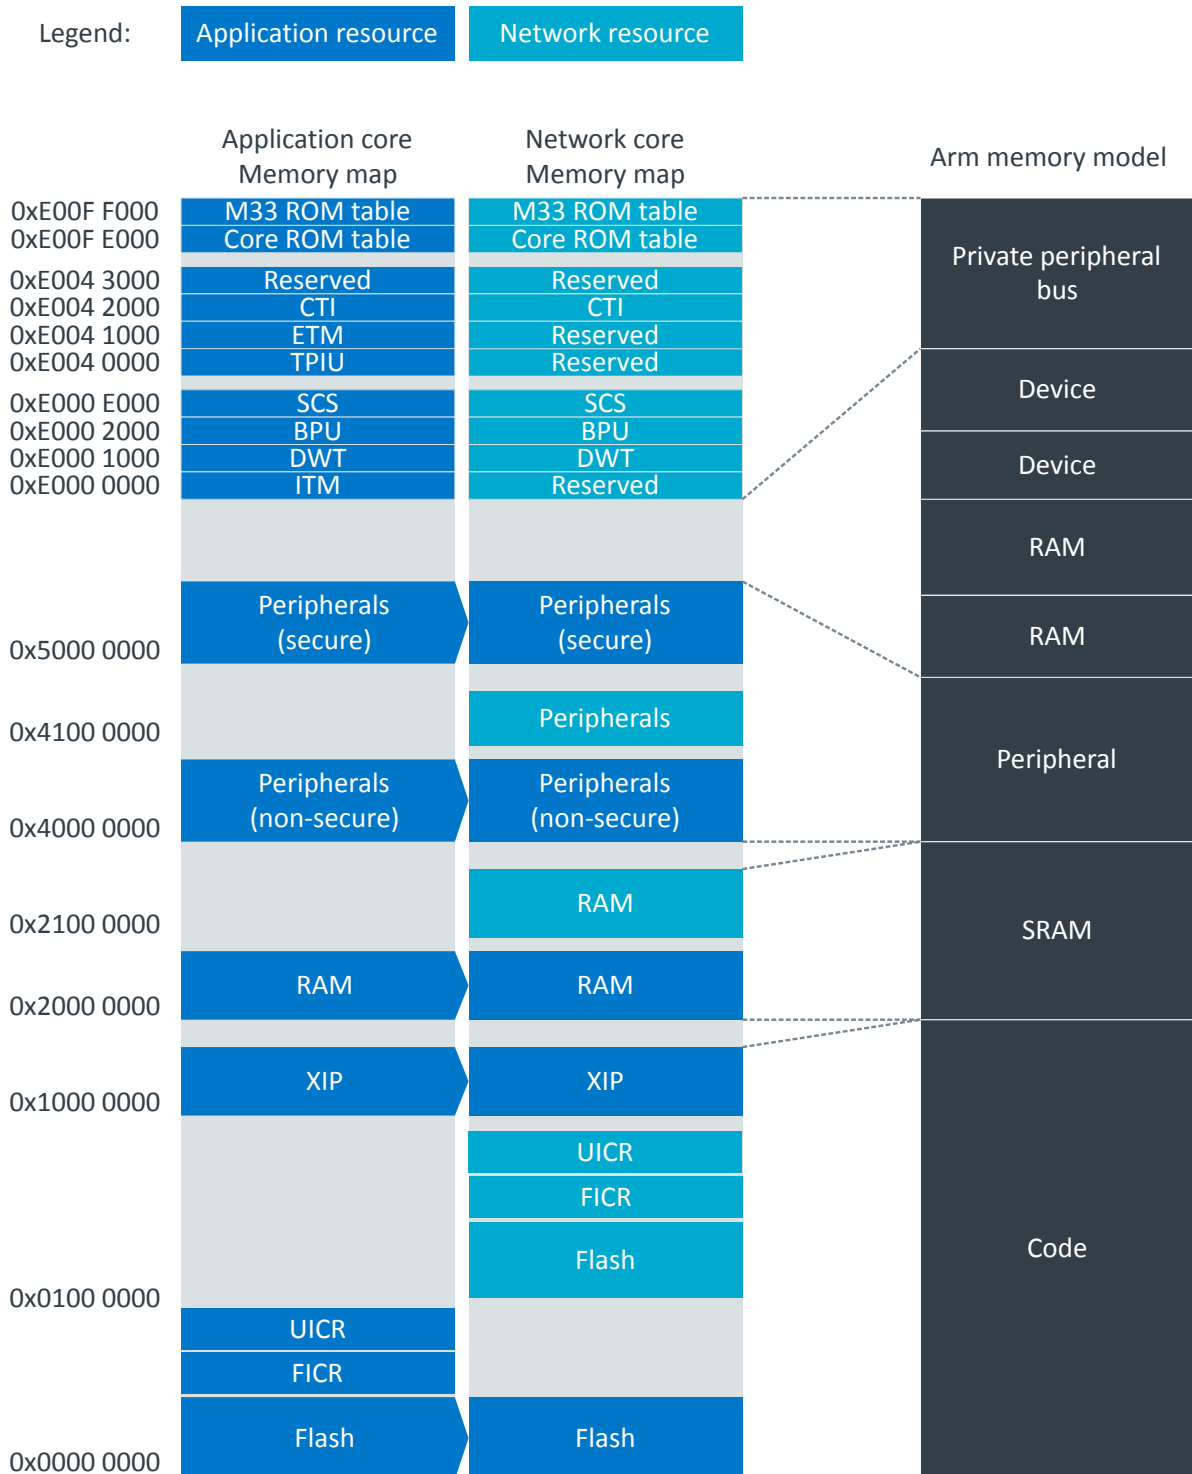 Legend: Application resource Network resource
Application core Network core
Memory map Memory map Arm memory model
0xE00F F000 M33 ROM table M33 ROM table
0xE00F E000 Core ROM table Core ROM table
Private peripheral
bus
0xE004 3000 Reserved Reserved
0xE004 2000 CTI CTI
0xE004 1000 ETM Reserved
0xE004 0000 TPIU Reserved
Device
0xE000 E000 SCS SCS
0xE000 2000 BPU BPU
0xE000 1000 DWT DWT
Device
0xE000 0000 ITM Reserved
RAM
Peripherals Peripherals
(secure) (secure)
0x5000 0000
RAM
Peripherals
0x4100 0000
Peripheral
Peripherals Peripherals
(non-secure) (non-secure)
0x4000 0000
RAM
0x2100 0000
SRAM
RAM RAM
0x2000 0000
XIP XIP
0x1000 0000
UICR
FICR
Code
Flash
0x0100 0000
UICR
FICR
Flash Flash
0x0000 0000